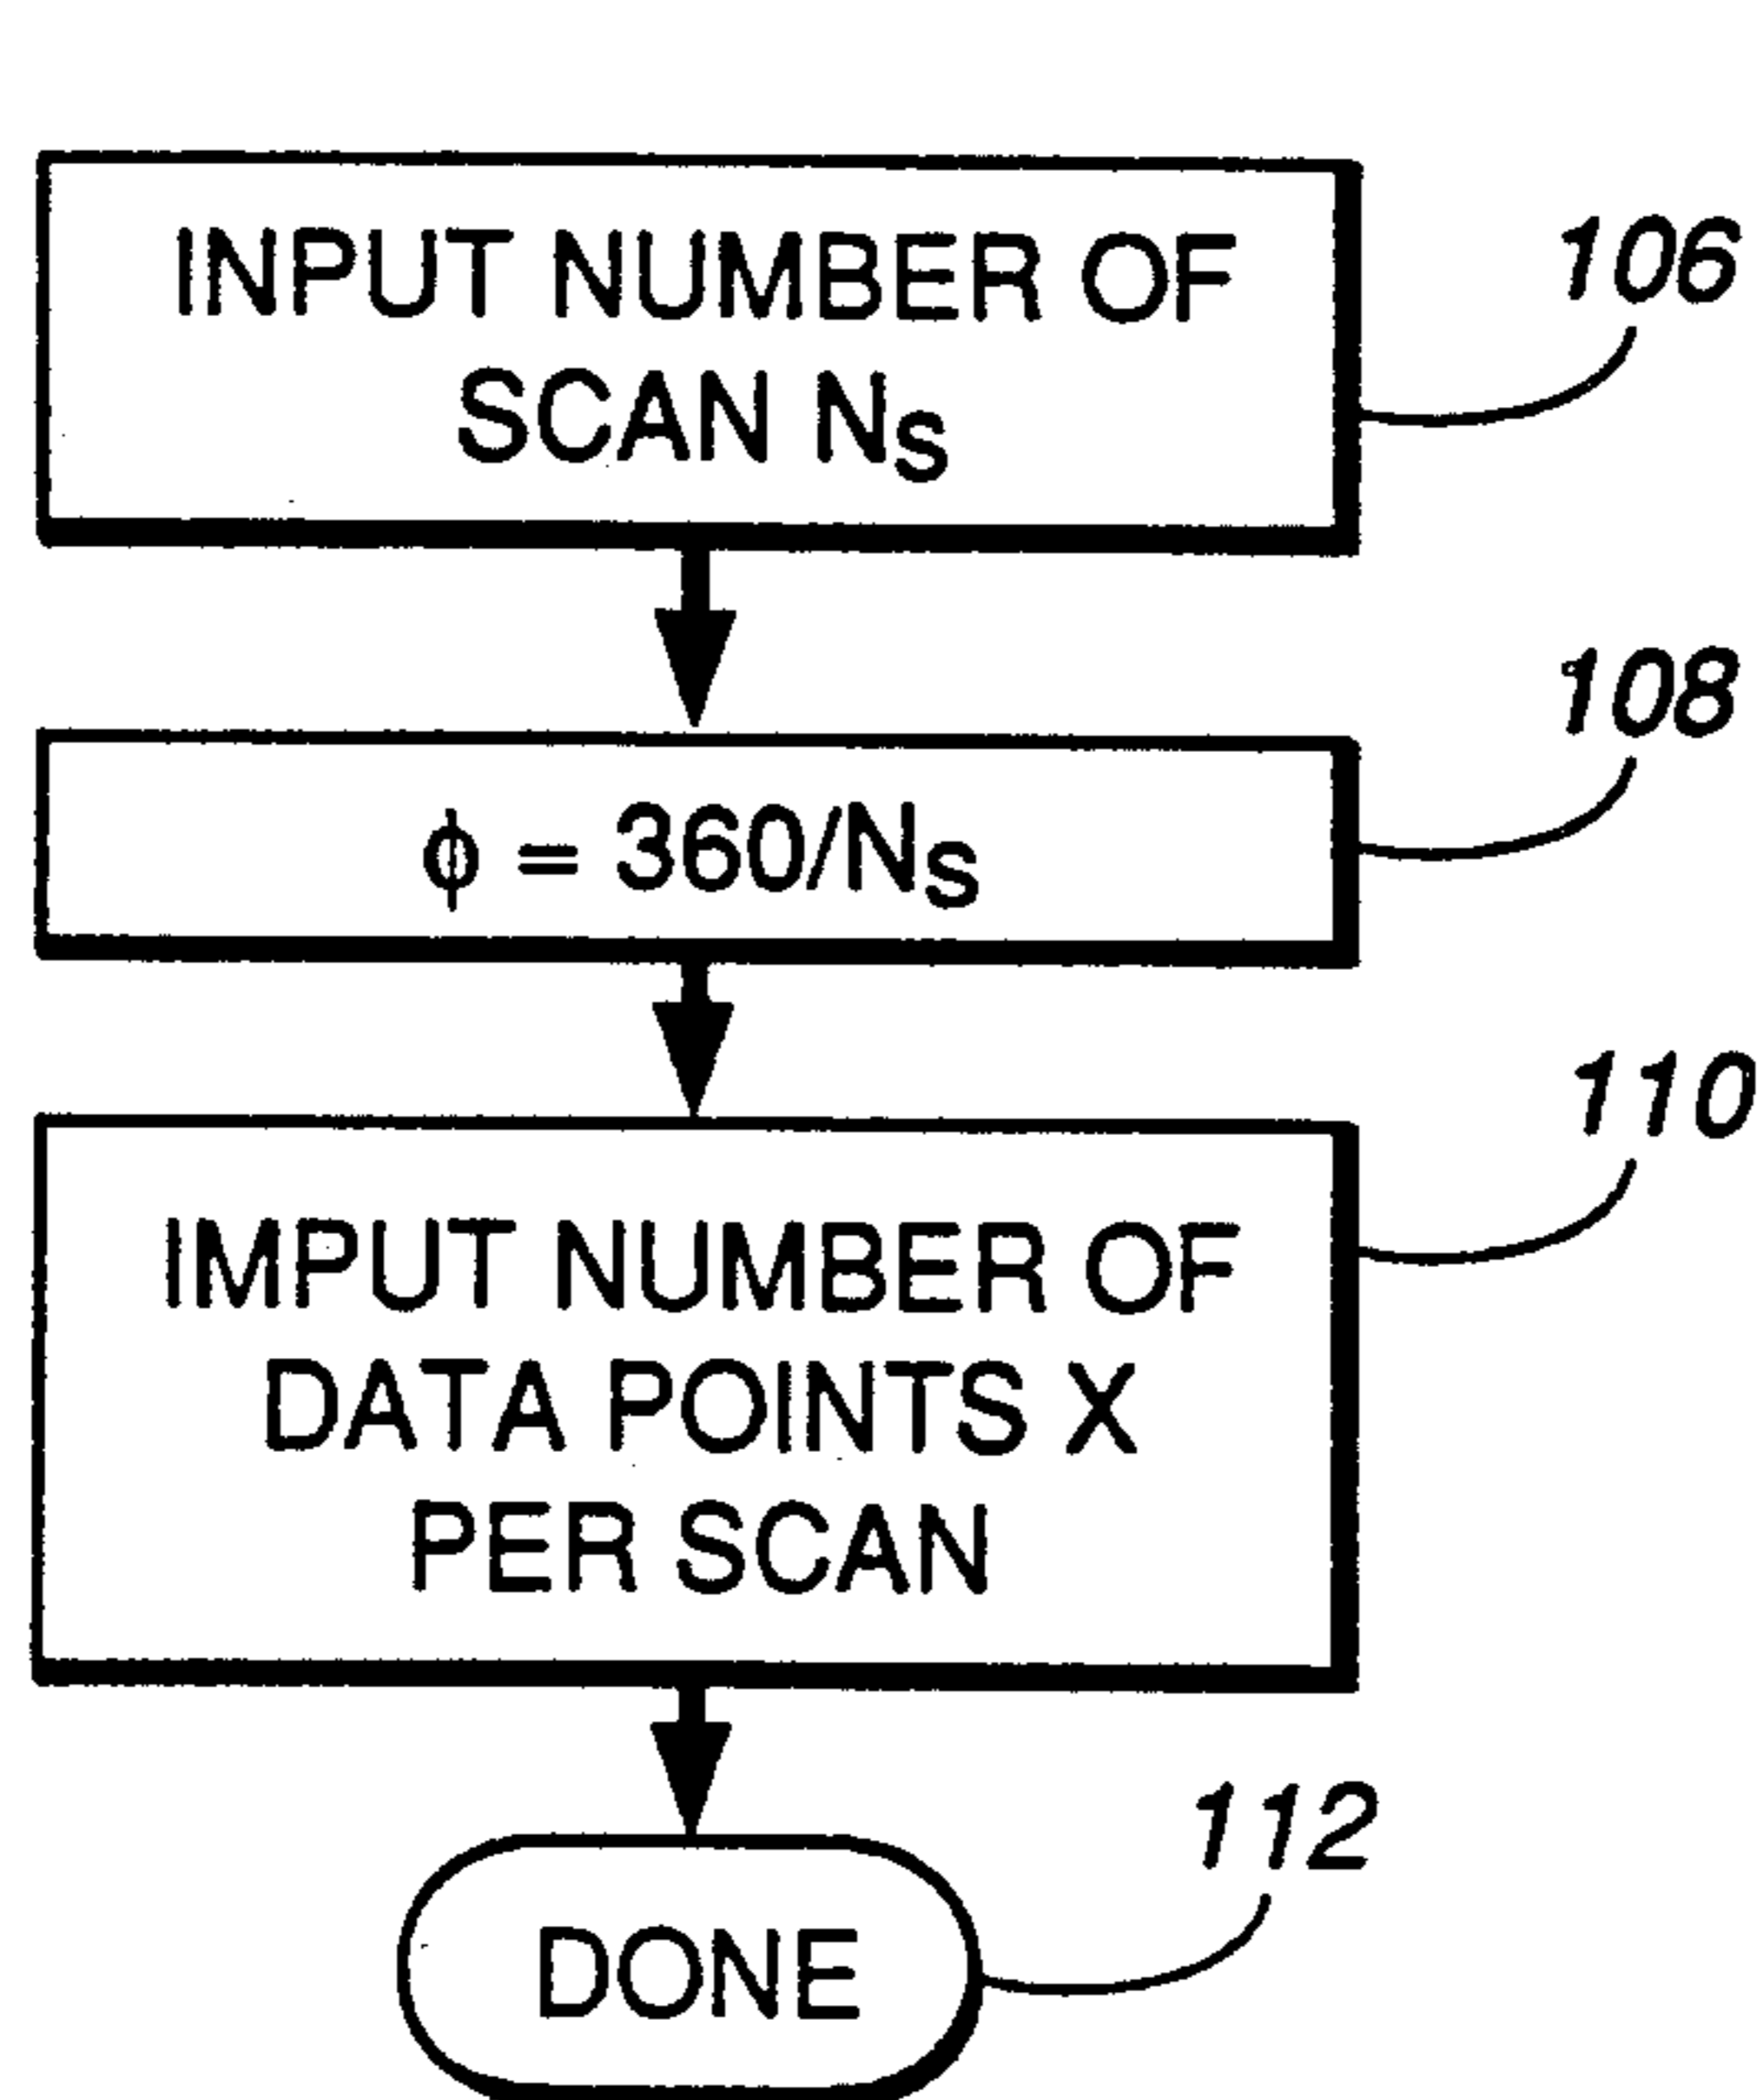 INPUT NUMBER OF
SCAN NS
106
ϕ = 360/NS
108
IMPUT NUMBER OF
DATA POINTS X
PER SCAN
110
DONE
112